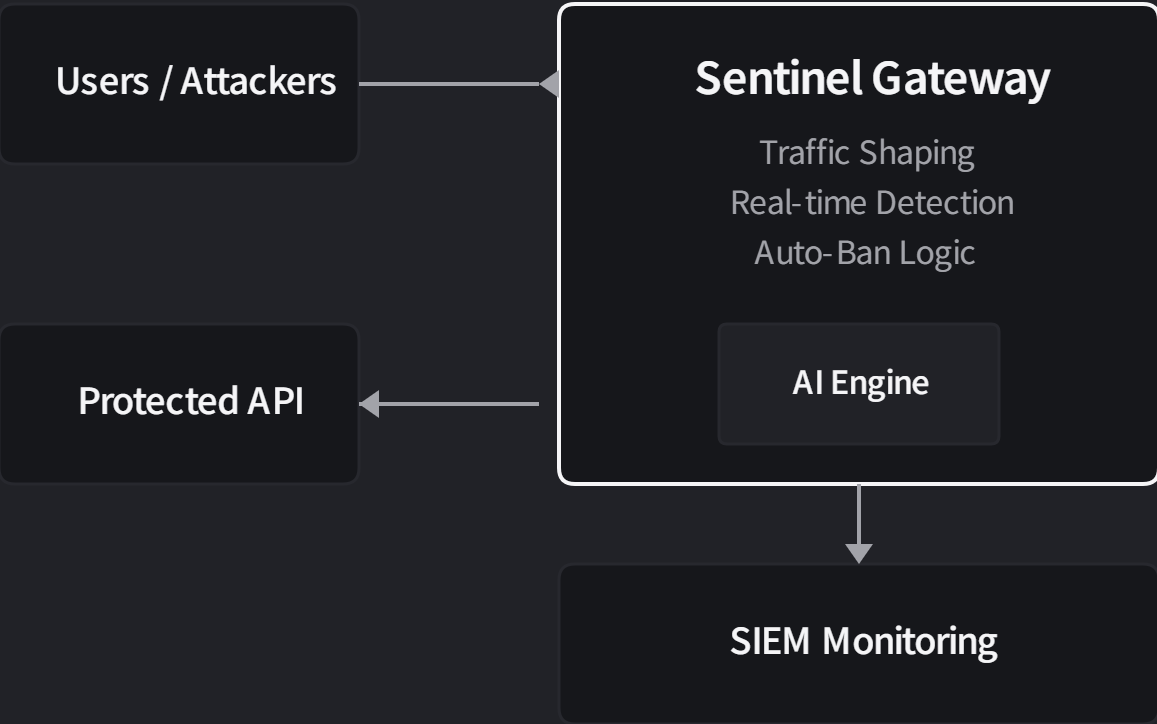 Users / Attackers
Sentinel Gateway
Traffic Shaping
Real-time Detection
Auto-Ban Logic
AI Engine
Protected API
SIEM Monitoring